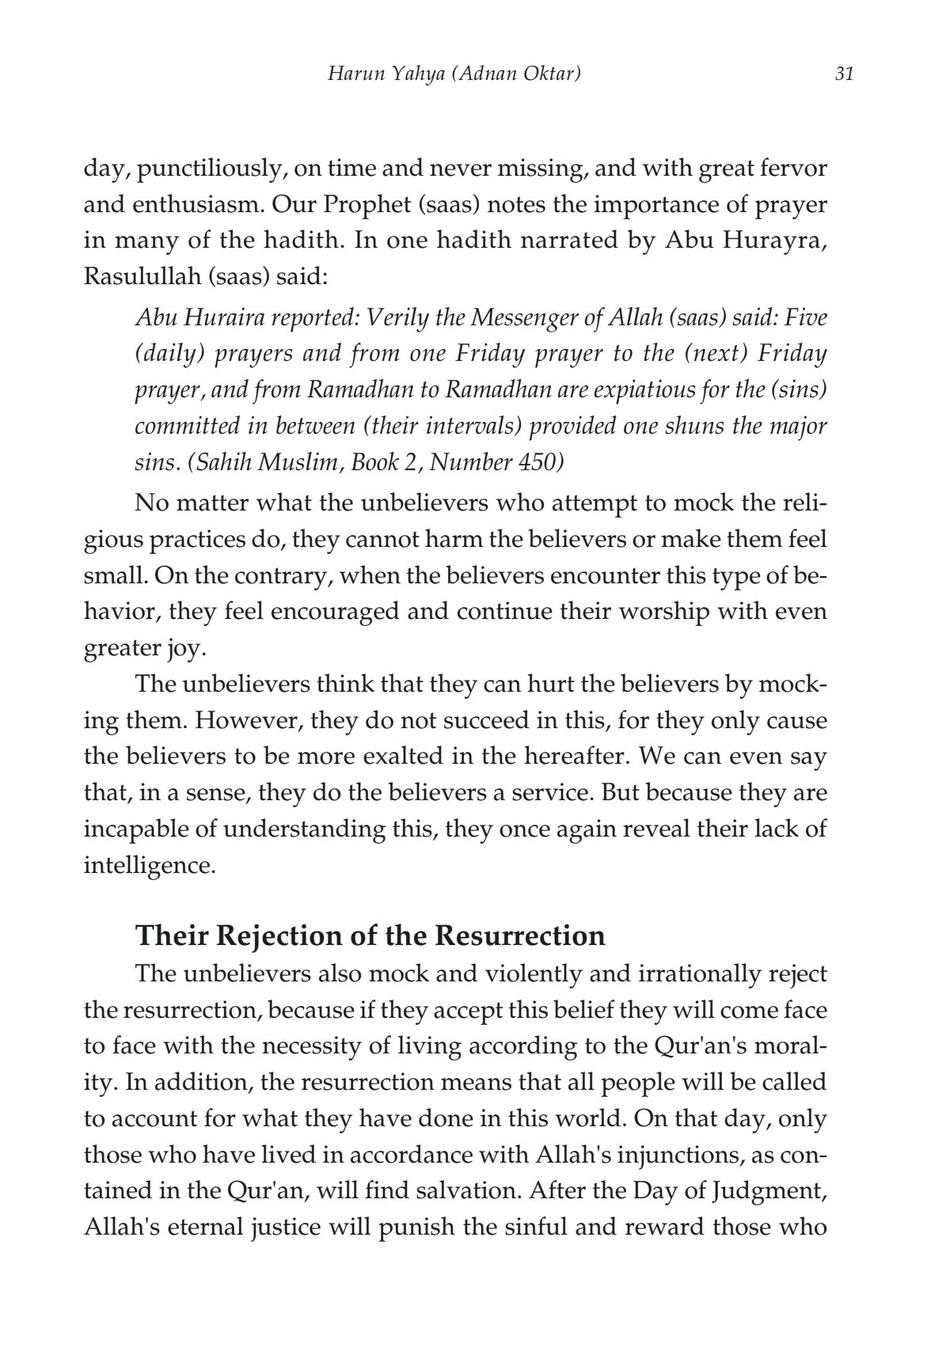 Harun Yahya (Adnan Oktar) 31
day, punctiliously, on time and never missing, and with great fervor
and enthusiasm. Our Prophet (saas) notes the importance of prayer
in many of the hadith. In one hadith narrated by Abu Hurayra,
Rasulullah (saas) said:
Abu Huraira reported: Verily the Messenger of Allah (saas) said: Five
(daily) prayers and from one Friday prayer to the (next) Friday
prayer, and from Ramadhan to Ramadhan are expiatious for the (sins)
committed in between (their intervals) provided one shuns the major
sins. (Sahih Muslim, Book 2, Number 450)
No matter what the unbelievers who attempt to mock the reli-
gious practices do, they cannot harm the believers or make them feel
small. On the contrary, when the believers encounter this type of be-
havior, they feel encouraged and continue their worship with even
greater joy.
The unbelievers think that they can hurt the believers by mock-
ing them. However, they do not succeed in this, for they only cause
the believers to be more exalted in the hereafter. We can even say
that, in a sense, they do the believers a service. But because they are
incapable of understanding this, they once again reveal their lack of
intelligence.
Their Rejection of the Resurrection
The unbelievers also mock and violently and irrationally reject
the resurrection, because if they accept this belief they will come face
to face with the necessity of living according to the Qur'an's moral-
ity. In addition, the resurrection means that all people will be called
to account for what they have done in this world. On that day, only
those who have lived in accordance with Allah's injunctions, as con-
tained in the Qur'an, will find salvation. After the Day of Judgment,
Allah's eternal justice will punish the sinful and reward those who